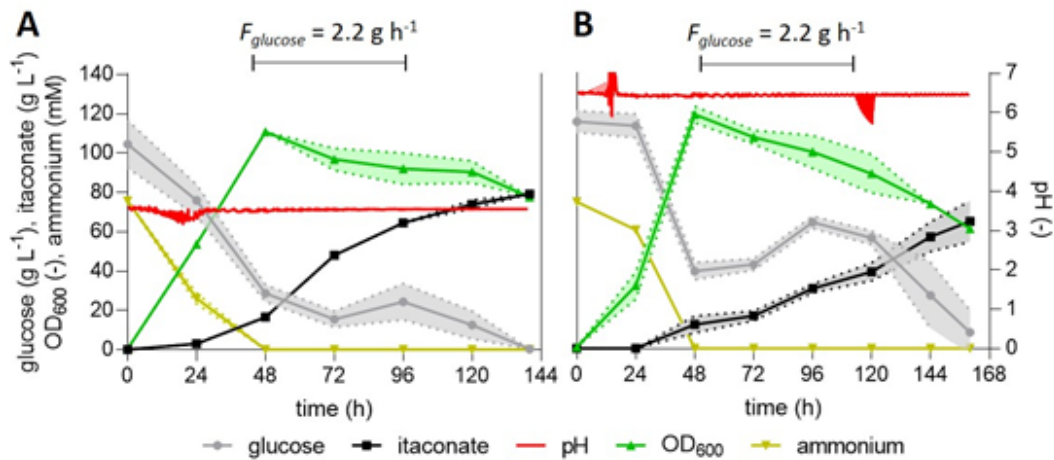 A
F_glucose = 2.2 g h⁻¹
B
F_glucose = 2.2 g h⁻¹
glucose (g L⁻¹), itaconate (g L⁻¹)
OD₆₀₀ (-), ammonium (mM)
140
120
100
80
60
40
20
0
0 24 48 72 96 120 144
time (h)
7
6
5
4
3
2
1
0
pH (-)
0 24 48 72 96 120 144 168
time (h)
glucose itaconate pH OD₆₀₀ ammonium